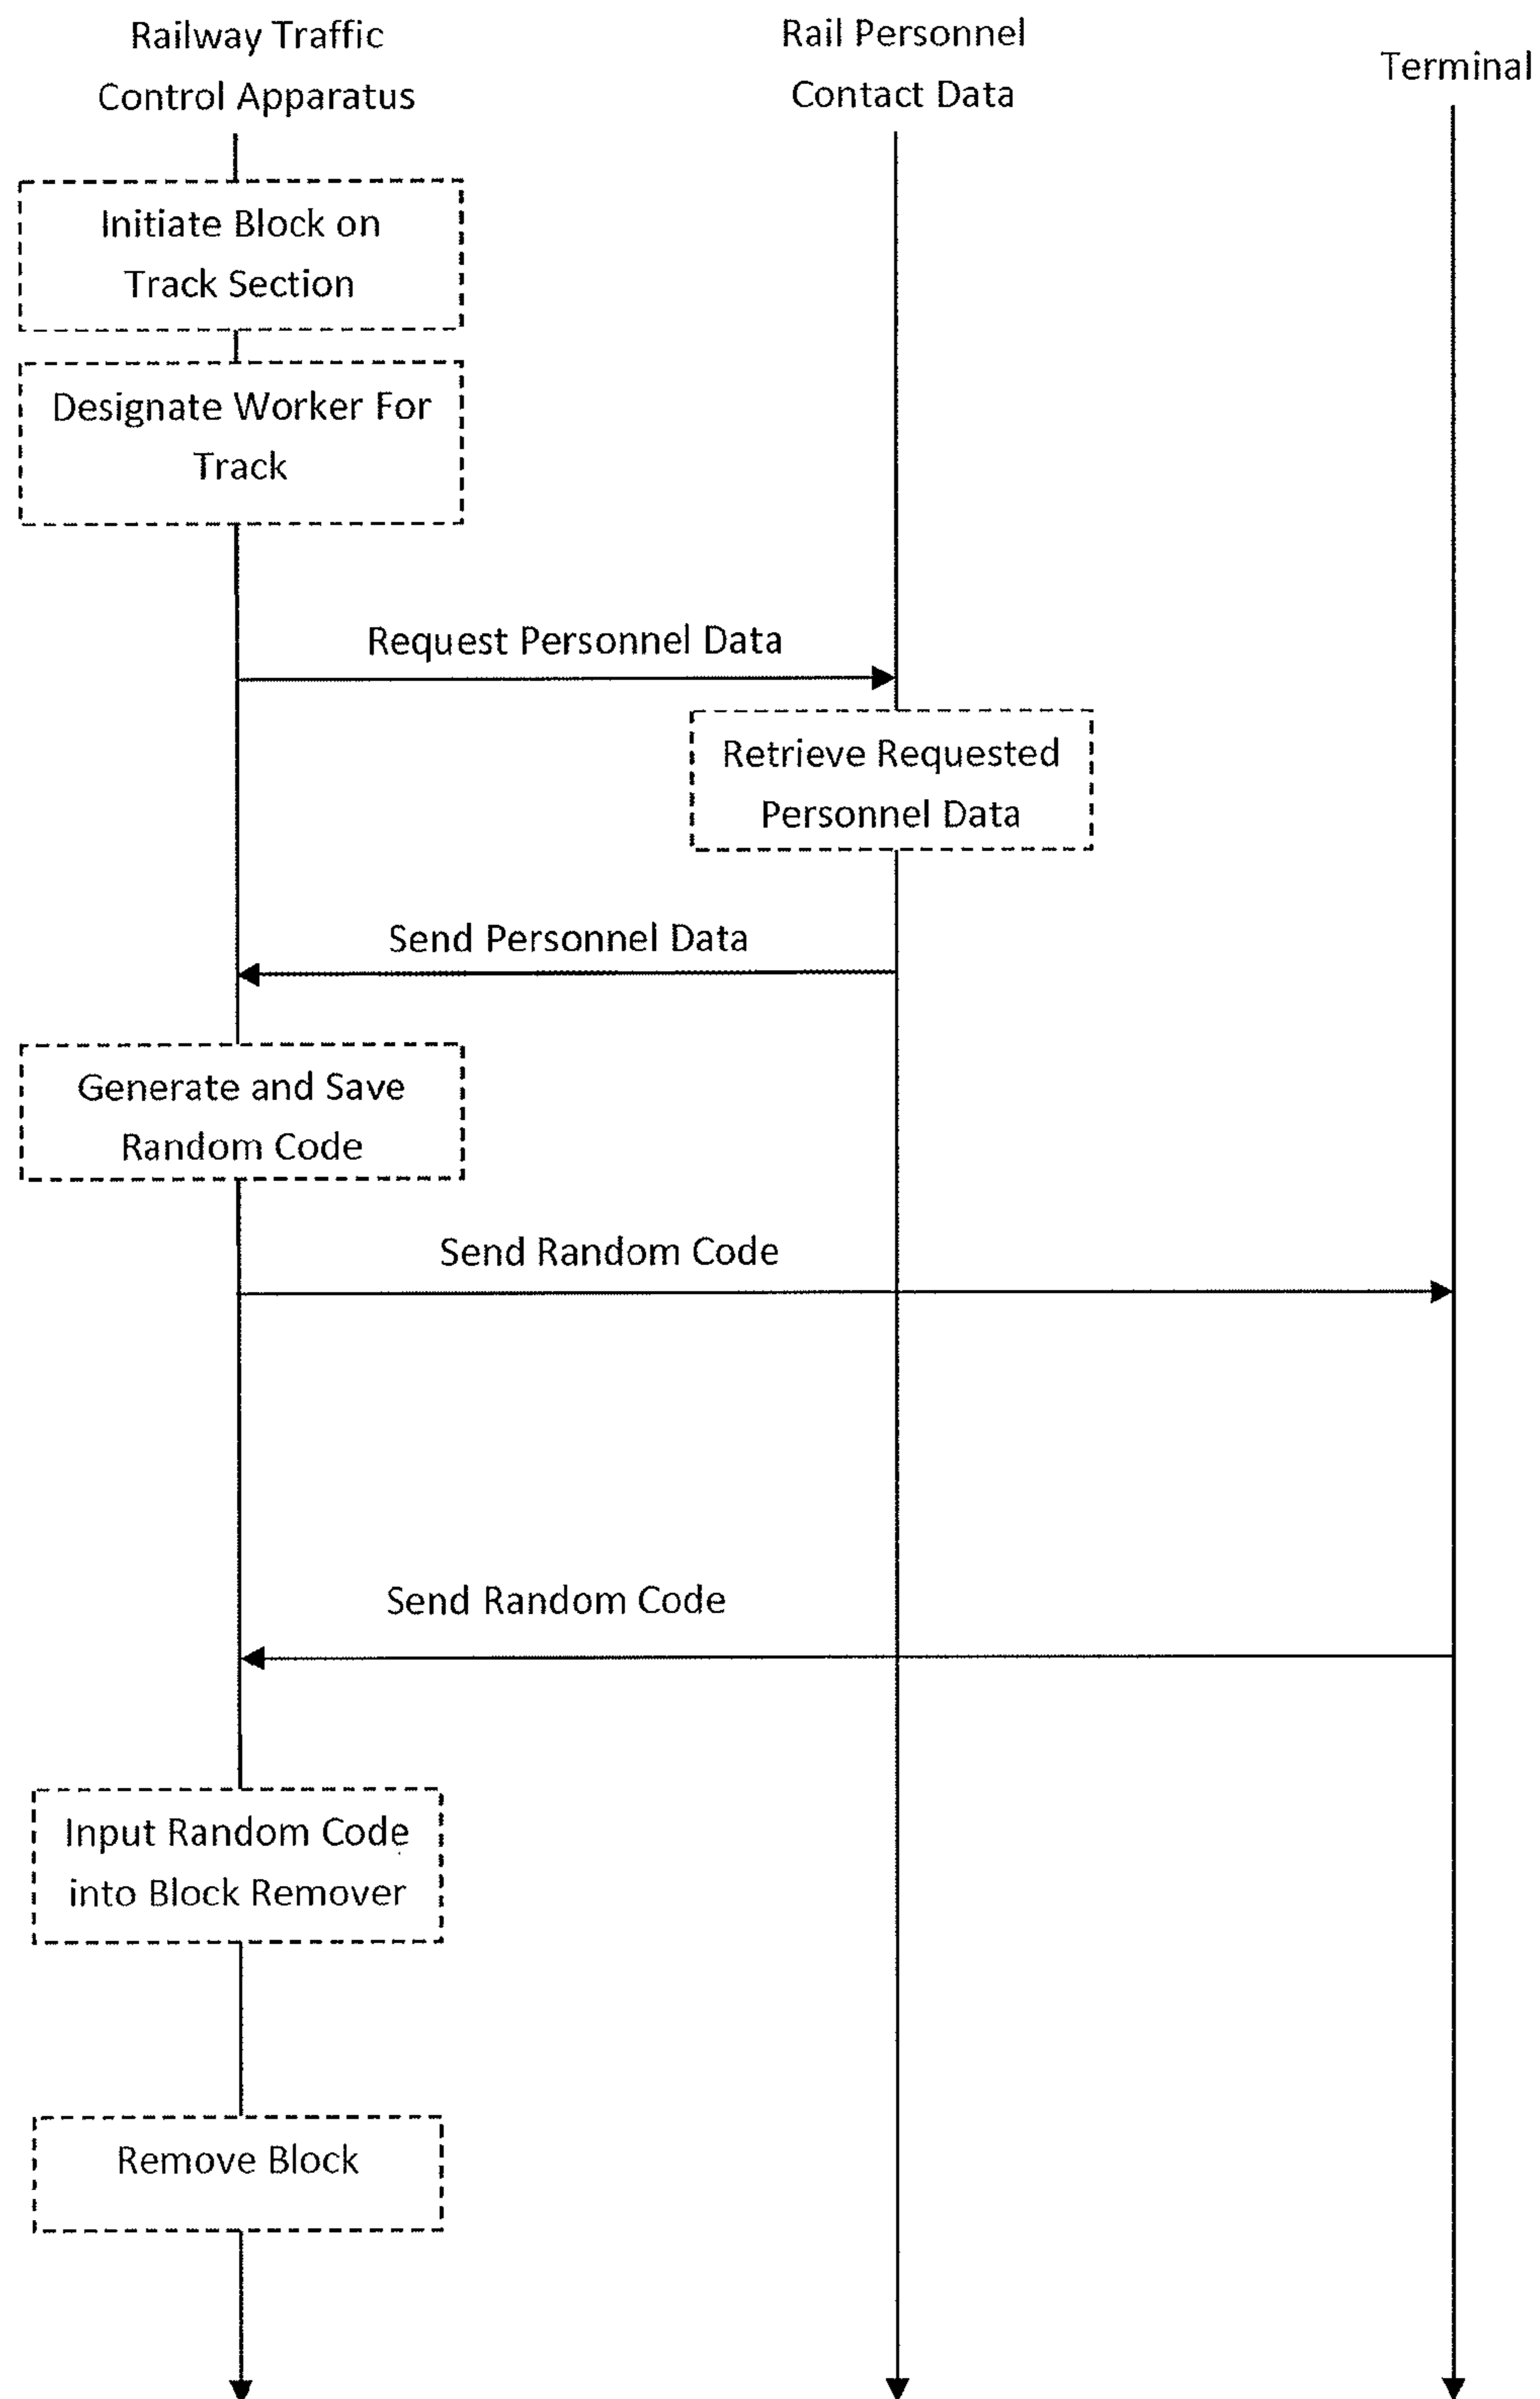 Railway Traffic
Control Apparatus
Rail Personnel
Contact Data
Terminal
Initiate Block on
Track Section
Designate Worker For
Track
Request Personnel Data
Retrieve Requested
Personnel Data
Send Personnel Data
Generate and Save
Random Code
Send Random Code
Send Random Code
Input Random Code
into Block Remover
Remove Block